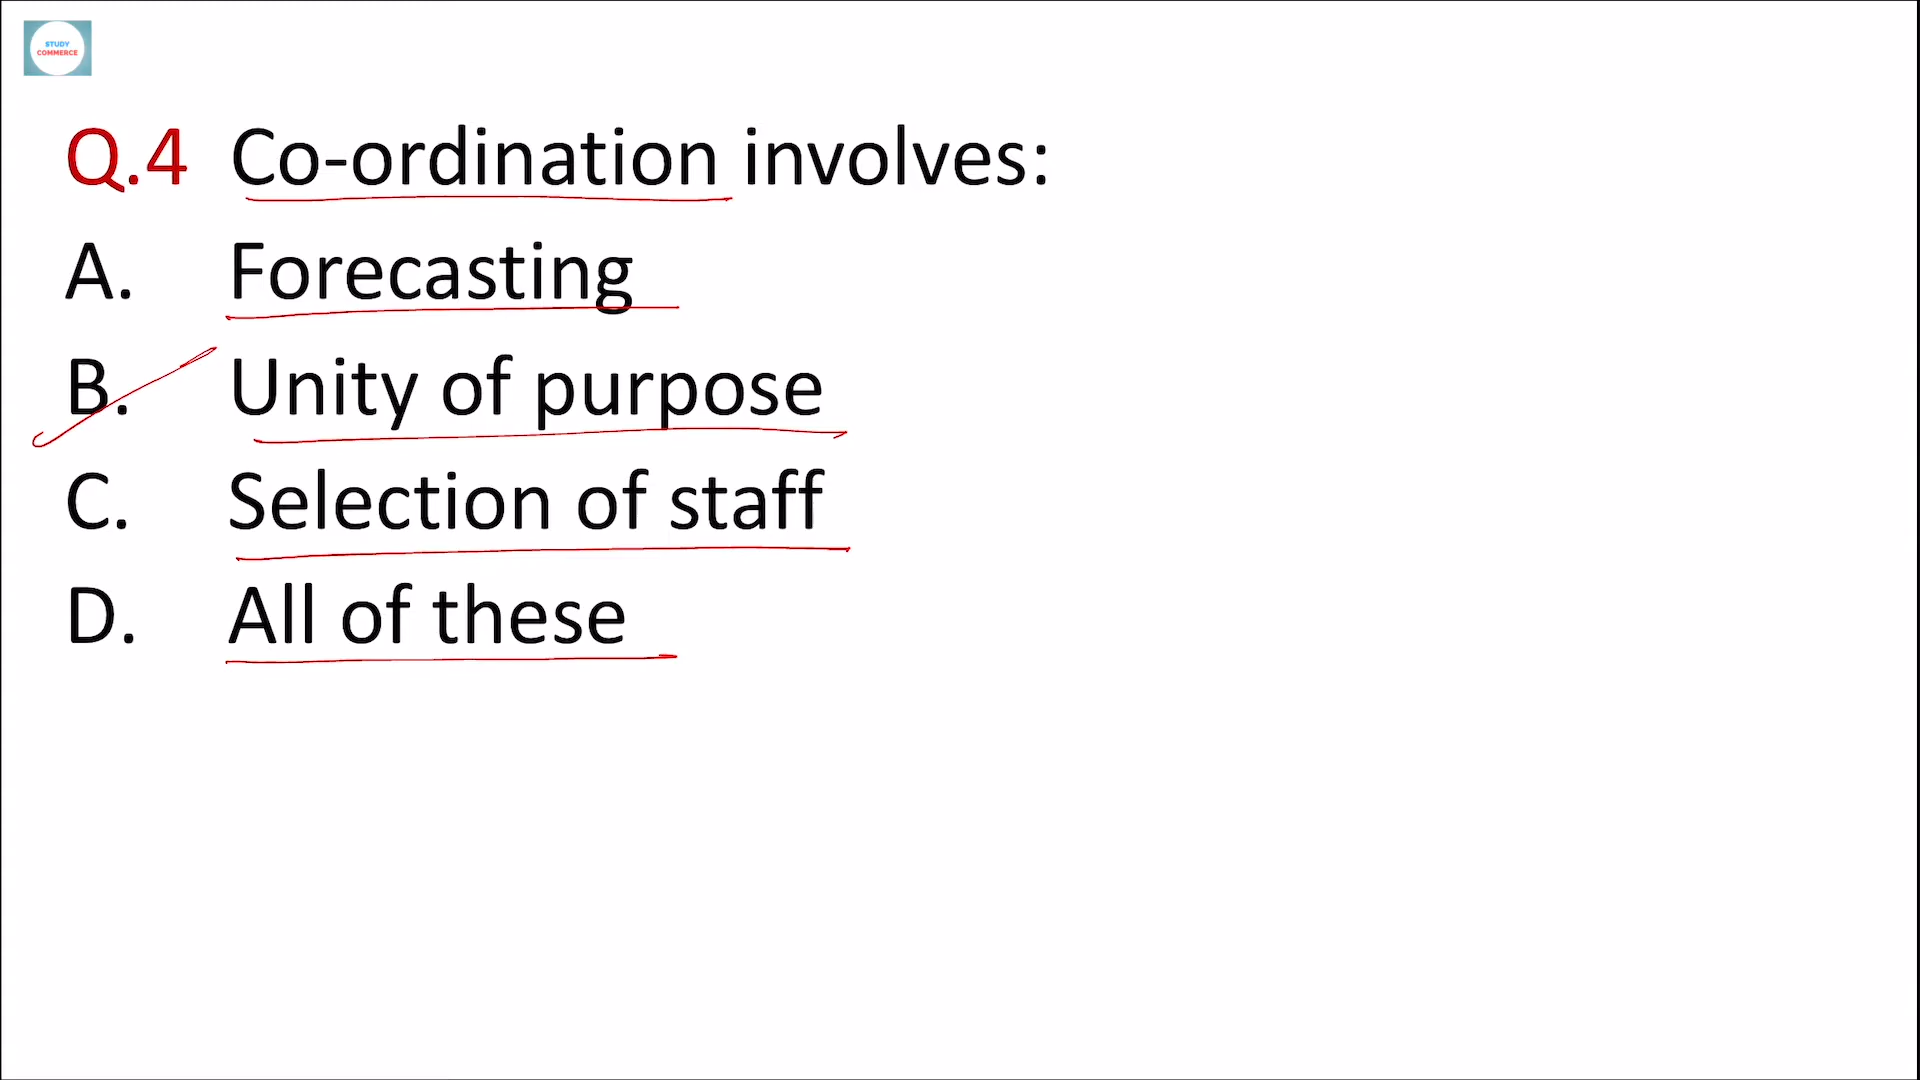 STUDY
COMMERCE
Q.4 Co-ordination involves:
A. Forecasting
B. Unity of purpose
C. Selection of staff
D. All of these